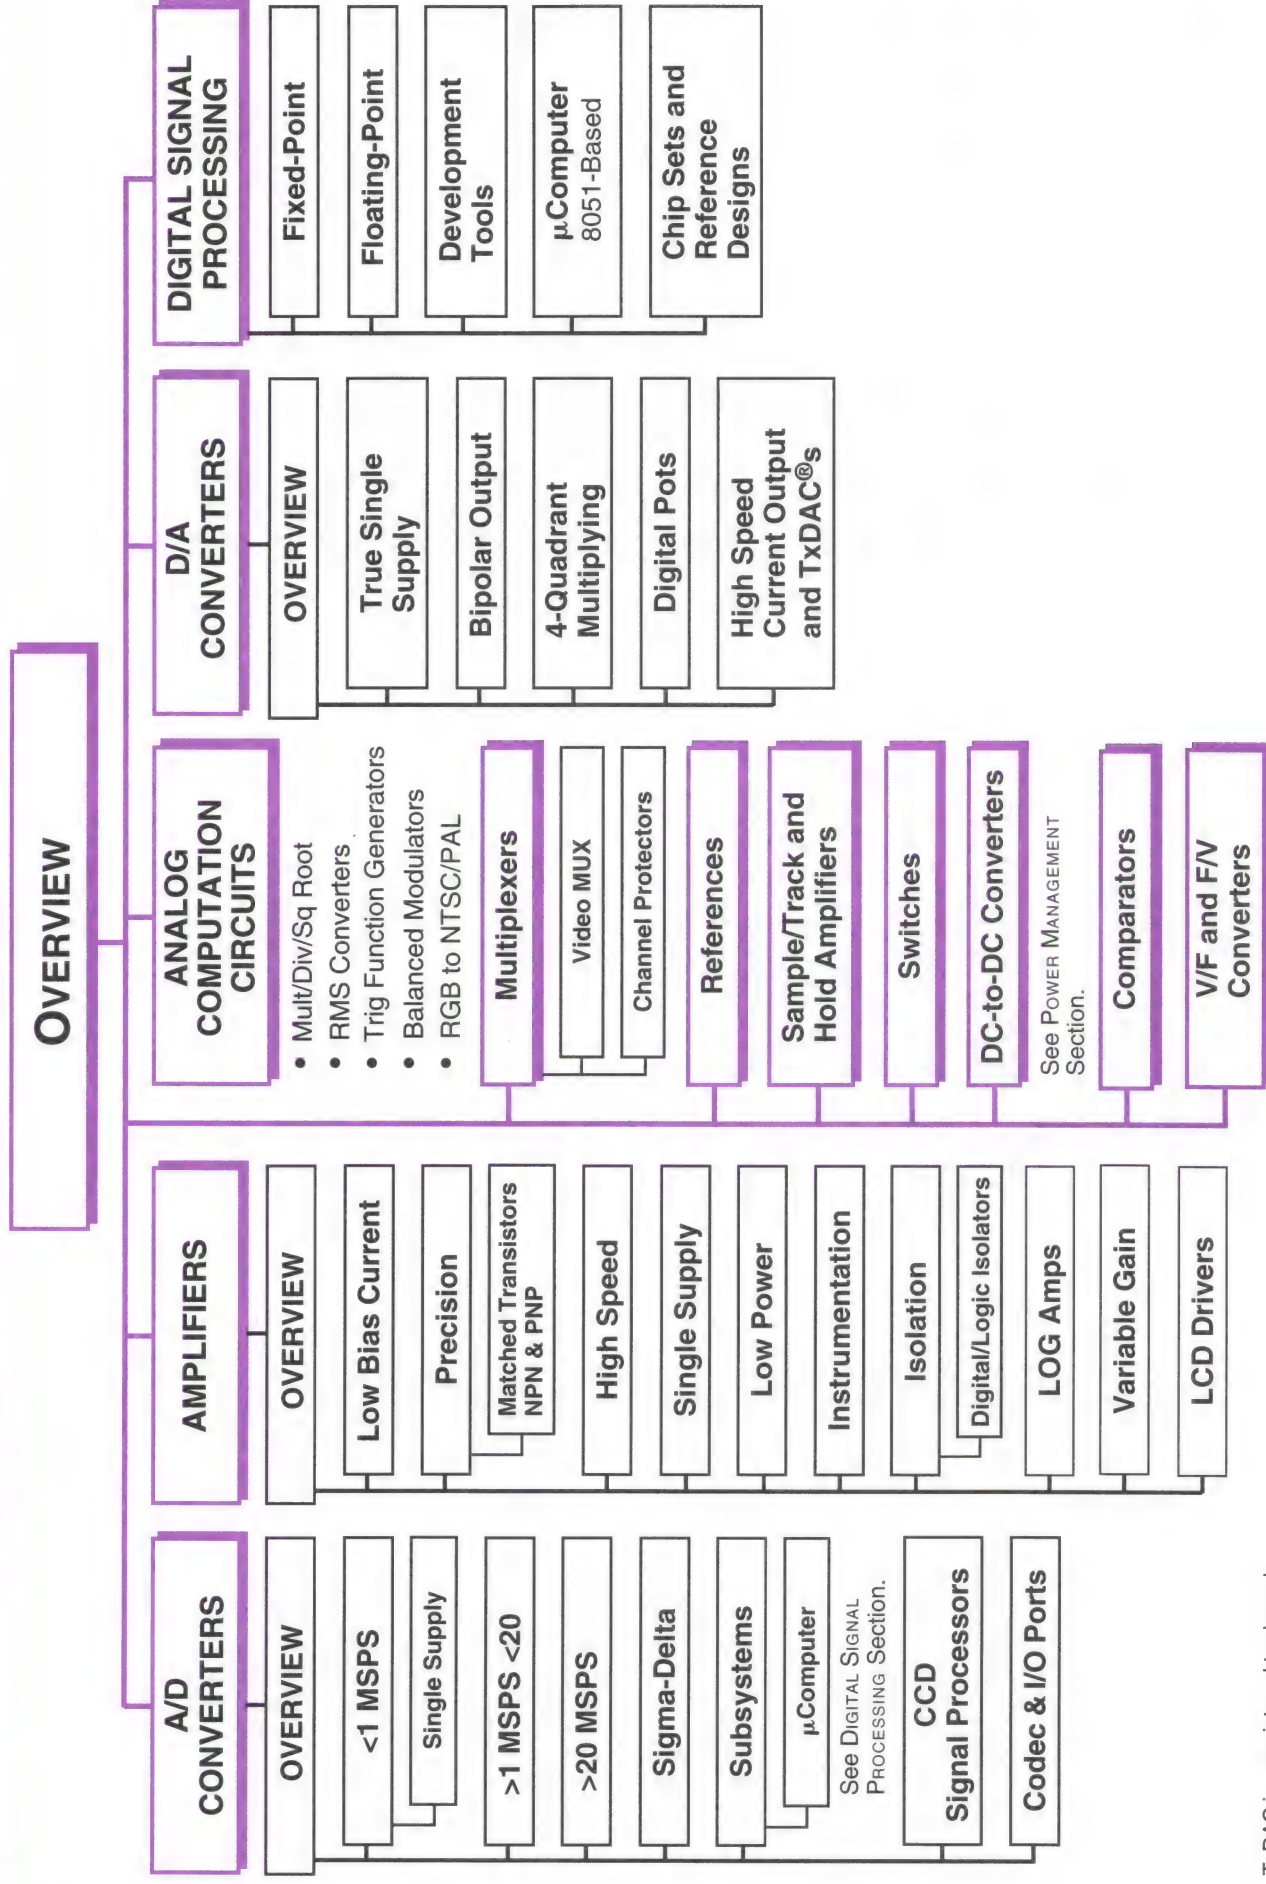 OVERVIEW
A/D
CONVERTERS
OVERVIEW
<1 MSPS
Single Supply
>1 MSPS <20
>20 MSPS
Sigma-Delta
Subsystems
µComputer
See DIGITAL SIGNAL
PROCESSING Section.
CCD
Signal Processors
Codec & I/O Ports
AMPLIFIERS
OVERVIEW
Low Bias Current
Precision
Matched Transistors
NPN & PNP
High Speed
Single Supply
Low Power
Instrumentation
Isolation
Digital/Logic Isolators
LOG Amps
Variable Gain
LCD Drivers
ANALOG
COMPUTATION
CIRCUITS
• Mult/Div/Sq Root
• RMS Converters
• Trig Function Generators
• Balanced Modulators
• RGB to NTSC/PAL
Multiplexers
Video MUX
Channel Protectors
References
Sample/Track and
Hold Amplifiers
Switches
DC-to-DC Converters
See POWER MANAGEMENT
Section.
Comparators
V/F and F/V
Converters
D/A
CONVERTERS
OVERVIEW
True Single
Supply
Bipolar Output
4-Quadrant
Multiplying
Digital Pots
High Speed
Current Output
and TxDAC®s
DIGITAL SIGNAL
PROCESSING
Fixed-Point
Floating-Point
Development
Tools
µComputer
8051-Based
Chip Sets and
Reference
Designs